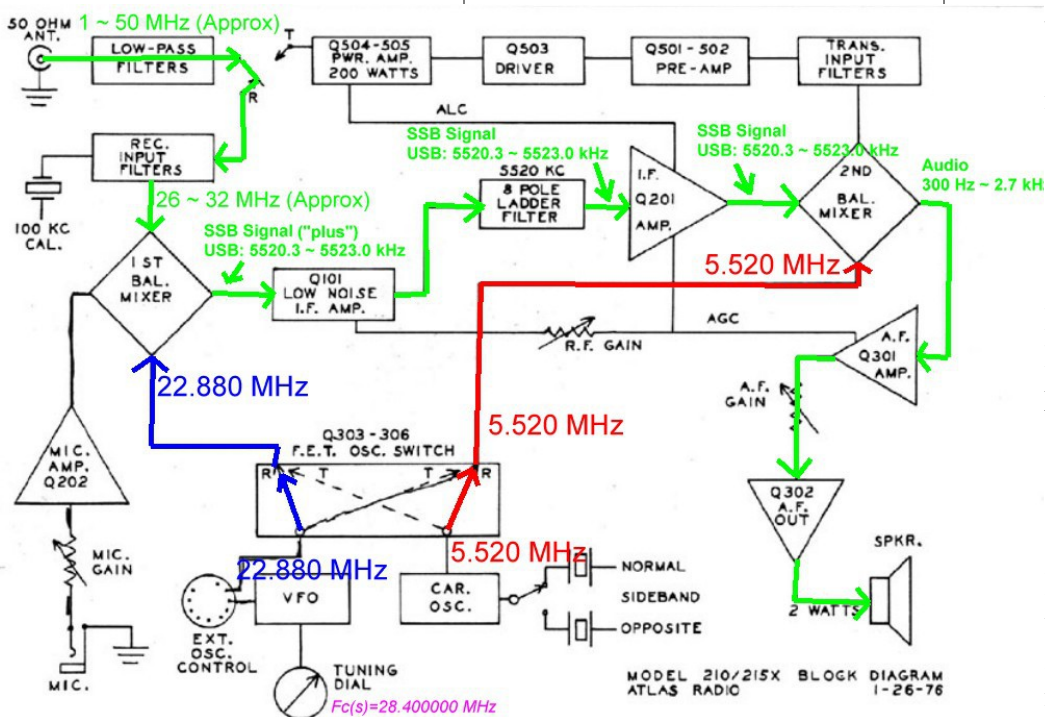 50 OHM
ANT.
1 ~ 50 MHz (Approx)
LOW-PASS
FILTERS
T
R
Q504-505
PWR. AMP.
200 WATTS
Q503
DRIVER
Q501-502
PRE-AMP
TRANS.
INPUT
FILTERS
ALC
REC.
INPUT
FILTERS
100 KC
CAL.
26 ~ 32 MHz (Approx)
SSB Signal
USB: 5520.3 ~ 5523.0 kHz
5520 KC
8 POLE
LADDER
FILTER
I.F.
Q201
AMP.
SSB Signal
USB: 5520.3 ~ 5523.0 kHz
2ND
BAL.
MIXER
Audio
300 Hz ~ 2.7 kHz
SSB Signal ("plus")
USB: 5520.3 ~ 5523.0 kHz
1ST
BAL.
MIXER
Q101
LOW NOISE
I.F. AMP.
5.520 MHz
R.F. GAIN
AGC
A.F.
Q301
AMP.
22.880 MHz
5.520 MHz
A.F.
GAIN
Q303-306
F.E.T. OSC. SWITCH
R
T
T
R
MIC.
AMP.
Q202
Q302
A.F.
OUT
MIC.
GAIN
22.880 MHz
5.520 MHz
VFO
CAR.
OSC.
NORMAL
SIDEBAND
OPPOSITE
SPKR.
2 WATTS
EXT.
OSC.
CONTROL
MIC.
TUNING
DIAL
Fc(s)=28.400000 MHz
MODEL 210/215X BLOCK DIAGRAM
ATLAS RADIO 1-26-76